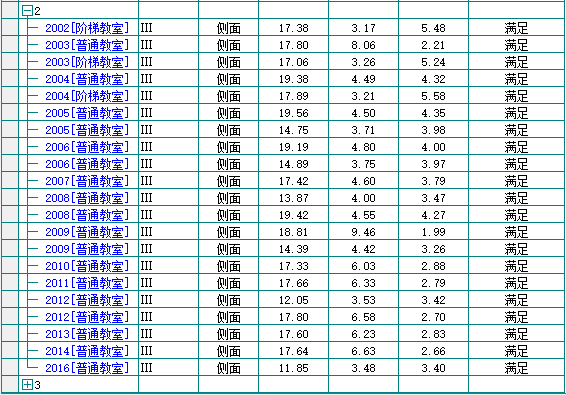 2
2002[阶梯教室] III 侧面 17.38 3.17 5.48 满足
2003[普通教室] III 侧面 17.80 8.06 2.21 满足
2003[阶梯教室] III 侧面 17.06 3.26 5.24 满足
2004[普通教室] III 侧面 19.38 4.49 4.32 满足
2004[阶梯教室] III 侧面 17.89 3.21 5.58 满足
2005[普通教室] III 侧面 19.56 4.50 4.35 满足
2005[普通教室] III 侧面 14.75 3.71 3.98 满足
2006[普通教室] III 侧面 19.19 4.80 4.00 满足
2006[普通教室] III 侧面 14.89 3.75 3.97 满足
2007[普通教室] III 侧面 17.42 4.60 3.79 满足
2008[普通教室] III 侧面 13.87 4.00 3.47 满足
2008[普通教室] III 侧面 19.42 4.55 4.27 满足
2009[普通教室] III 侧面 18.81 9.46 1.99 满足
2009[普通教室] III 侧面 14.39 4.42 3.26 满足
2010[普通教室] III 侧面 17.33 6.03 2.88 满足
2011[普通教室] III 侧面 17.66 6.33 2.79 满足
2012[普通教室] III 侧面 12.05 3.53 3.42 满足
2012[普通教室] III 侧面 17.80 6.58 2.70 满足
2013[普通教室] III 侧面 17.60 6.23 2.83 满足
2014[普通教室] III 侧面 17.64 6.63 2.66 满足
2016[普通教室] III 侧面 11.85 3.48 3.40 满足
3